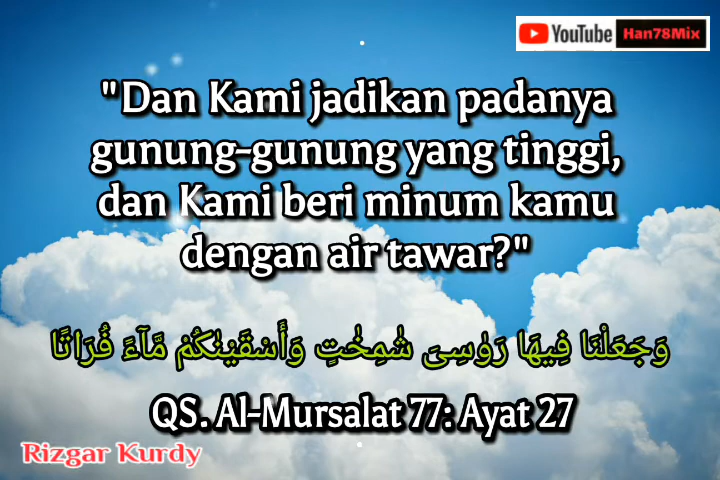 YouTube Han78Mix
"Dan Kami jadikan padanya
gunung-gunung yang tinggi,
dan Kami beri minum kamu
dengan air tawar?"
وَجَعَلْنَا فِيهَا رَوَٰسِىَ شَٰمِخَٰتٍ وَأَسْقَيْنَٰكُمْ مَّآءً فُرَاتًا
QS. Al-Mursalat 77: Ayat 27
Rizgar Kurdy